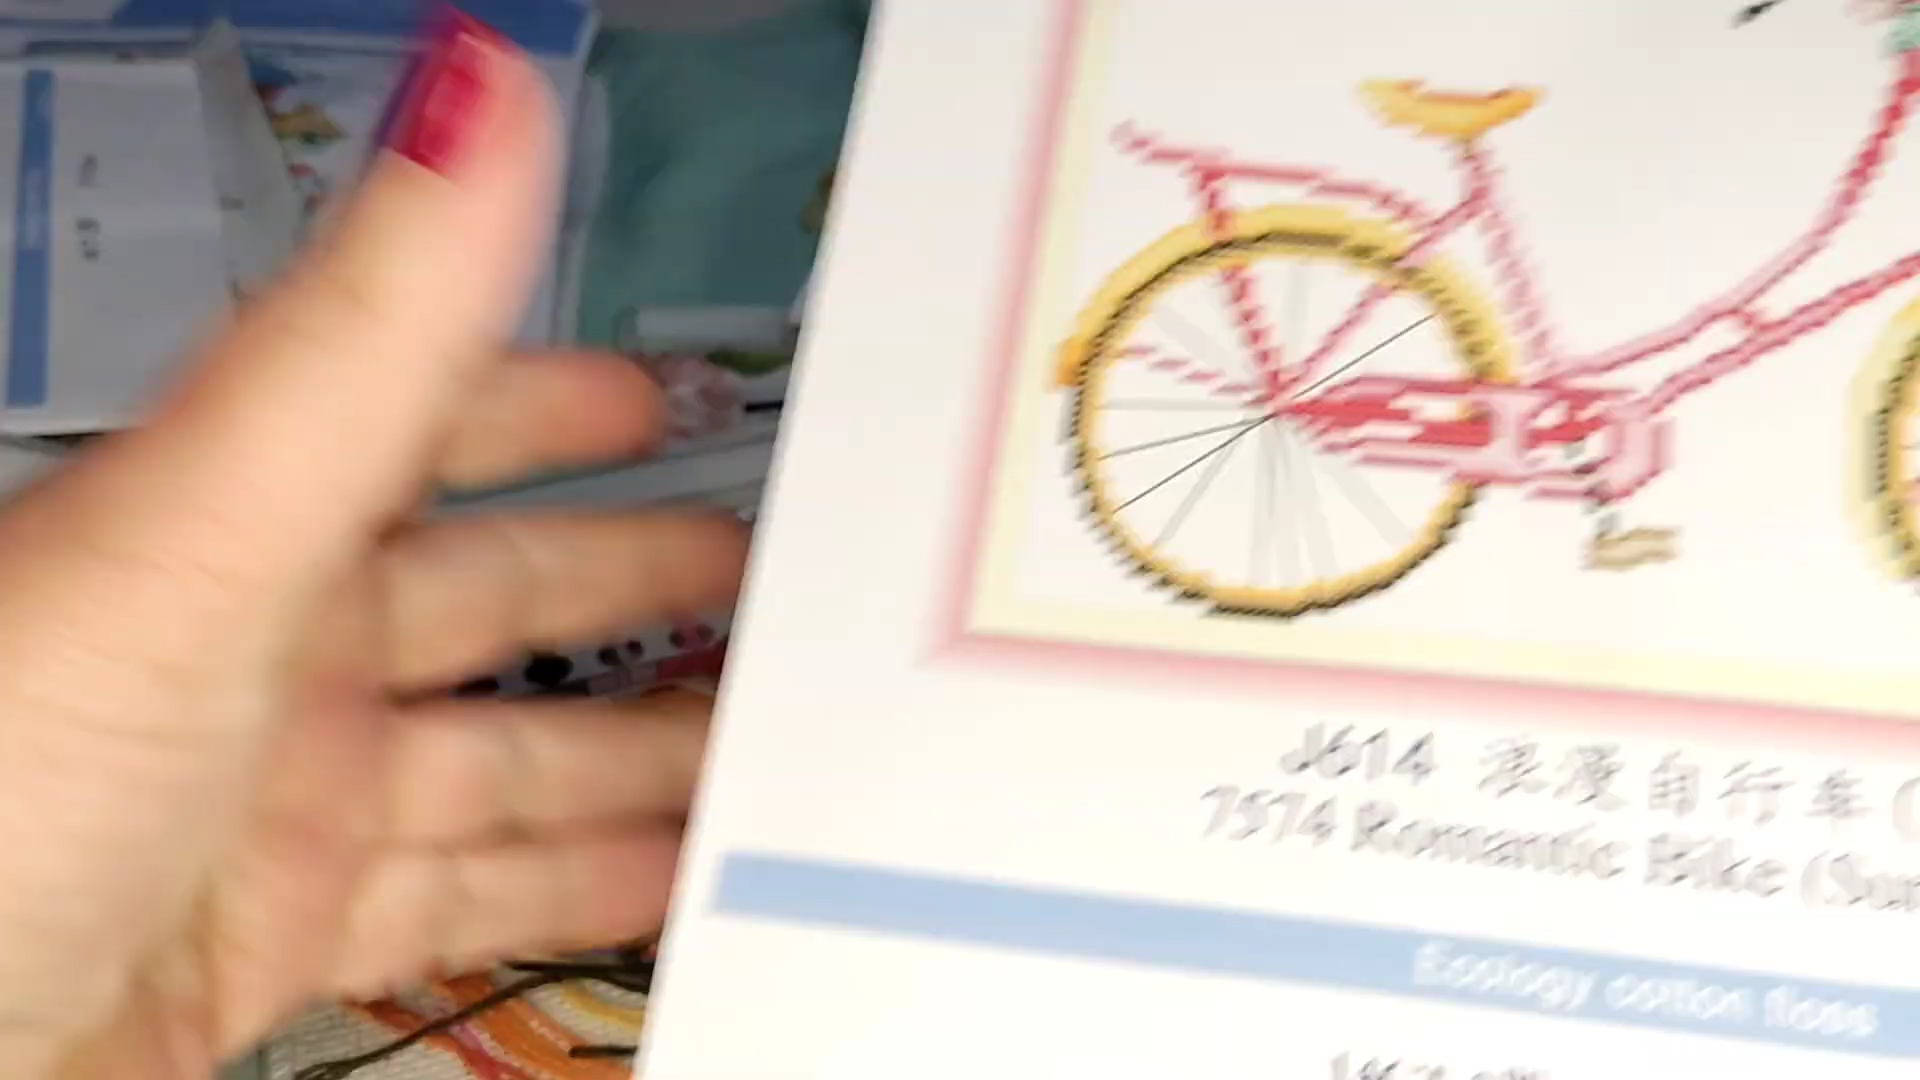 J614 浪漫自行车
7574 Romantic Bike
Ecology cotton floss